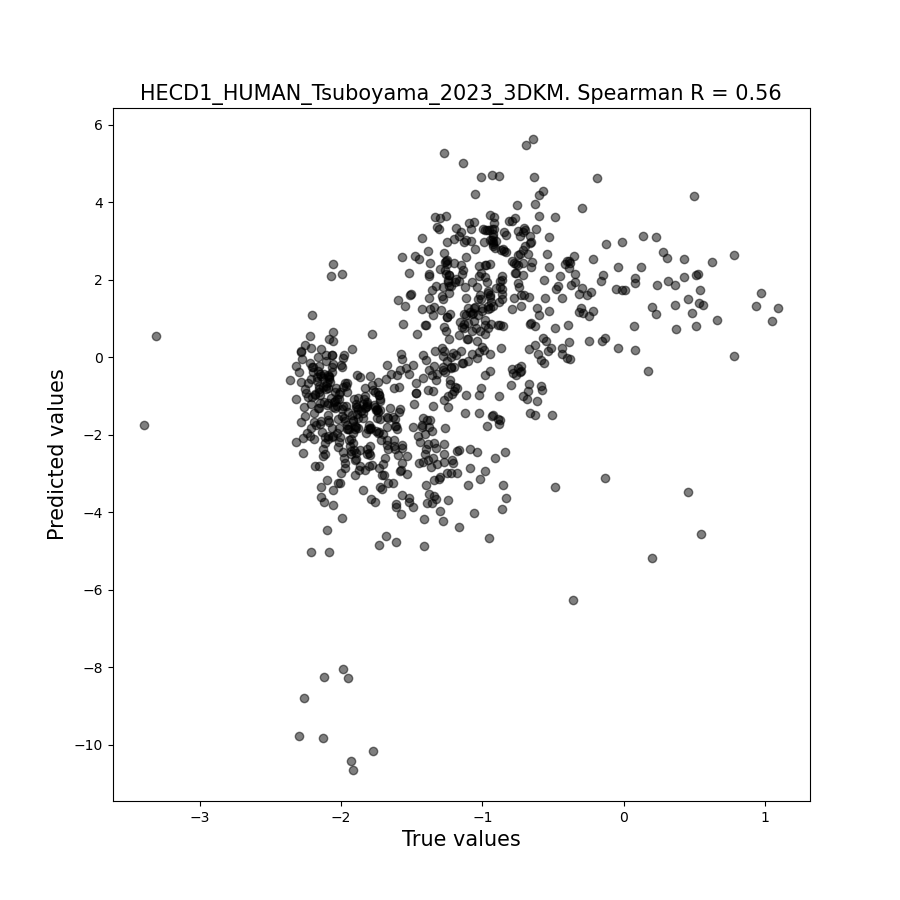 HECD1_HUMAN_Tsuboyama_2023_3DKM. Spearman R = 0.56
6
4
2
0
−2
−4
−6
−8
−10
Predicted values
−3 −2 −1 0 1
True values